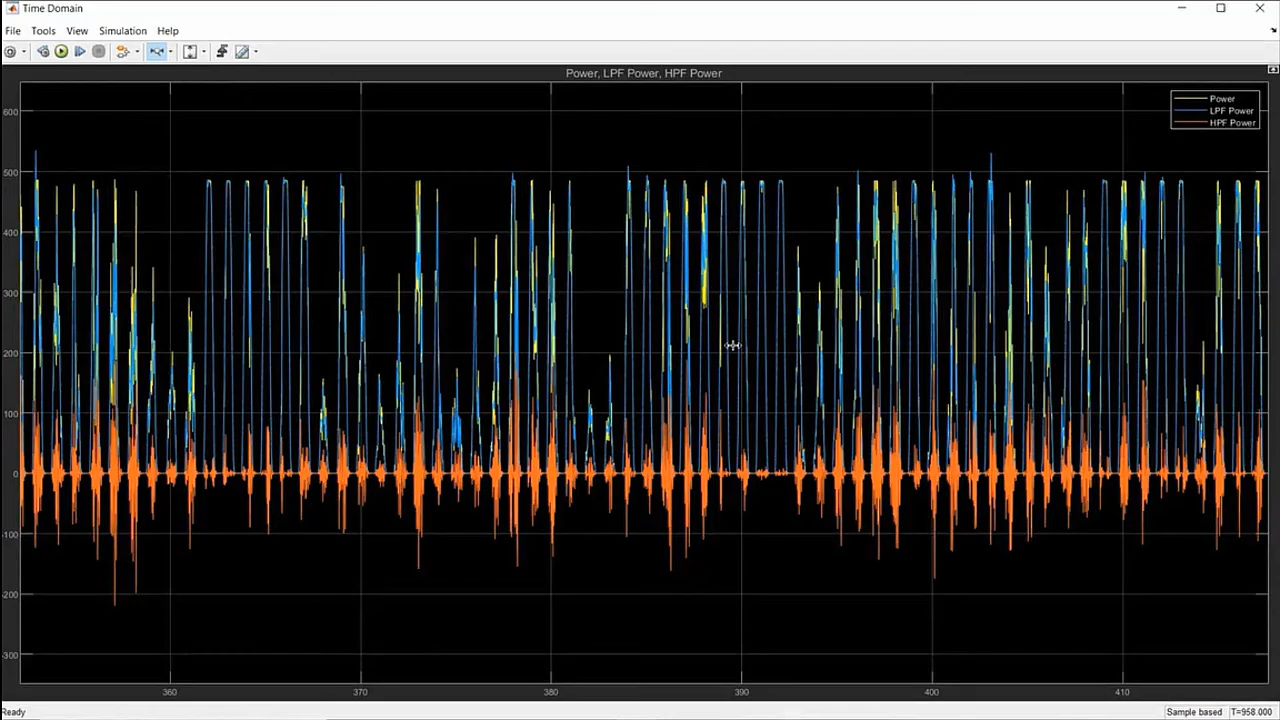 Time Domain
File Tools View Simulation Help
Power, LPF Power, HPF Power
Power
LPF Power
HPF Power
600
500
400
300
200
100
0
-100
-200
-300
360 370 380 390 400 410
Ready Sample based T=958.000